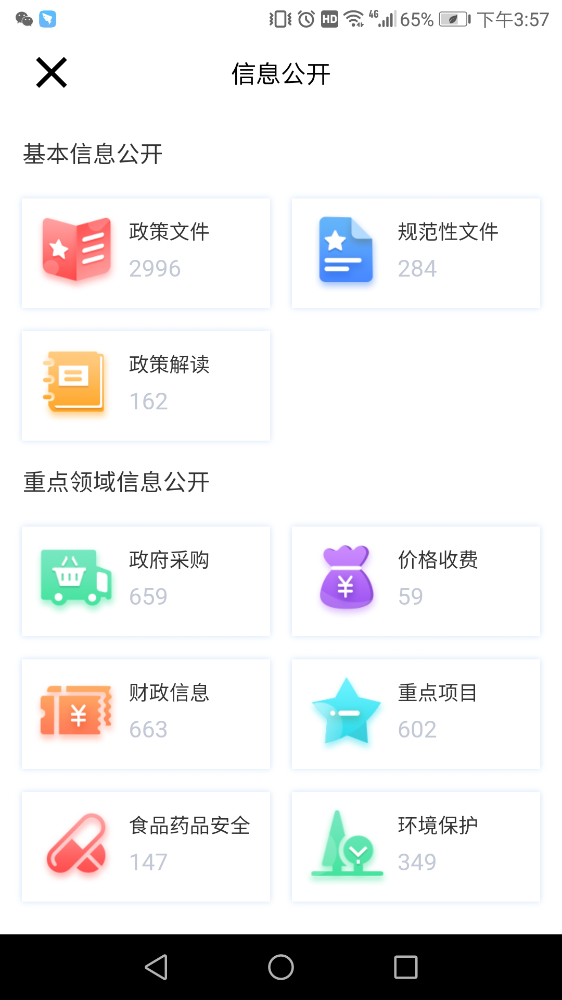 HD 4G 65% 下午3:57
信息公开
基本信息公开
政策文件
2996
规范性文件
284
政策解读
162
重点领域信息公开
政府采购
659
价格收费
59
财政信息
663
重点项目
602
食品药品安全
147
环境保护
349